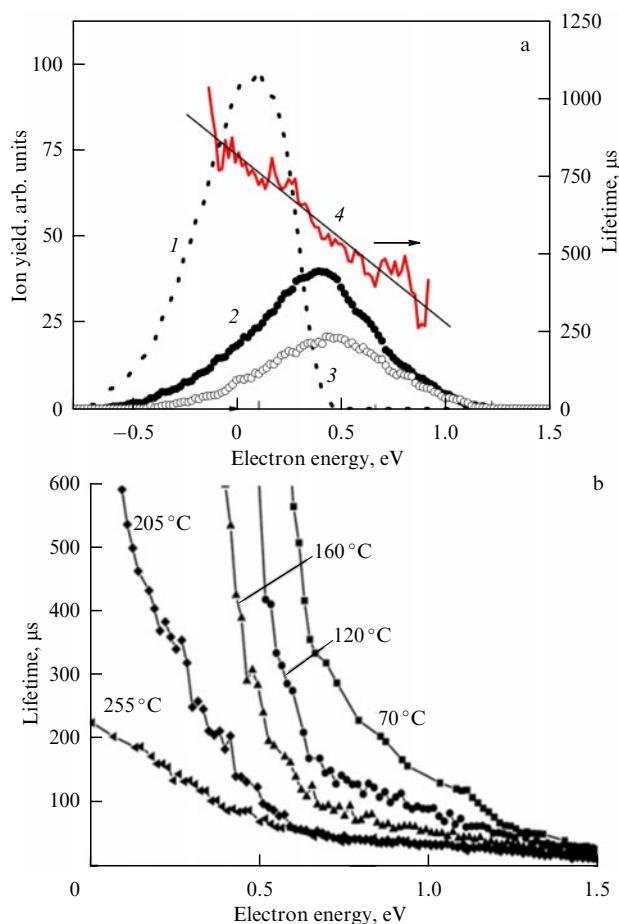 a
1250
1000
750
500
250
0
Lifetime, μs
100
75
50
25
0
Ion yield, arb. units
1
2
3
4
−0.5
0
0.5
1.0
1.5
Electron energy, eV
b
600
500
400
300
200
100
0
Lifetime, μs
205 °C
160 °C
120 °C
70 °C
255 °C
0.5
1.0
1.5
Electron energy, eV